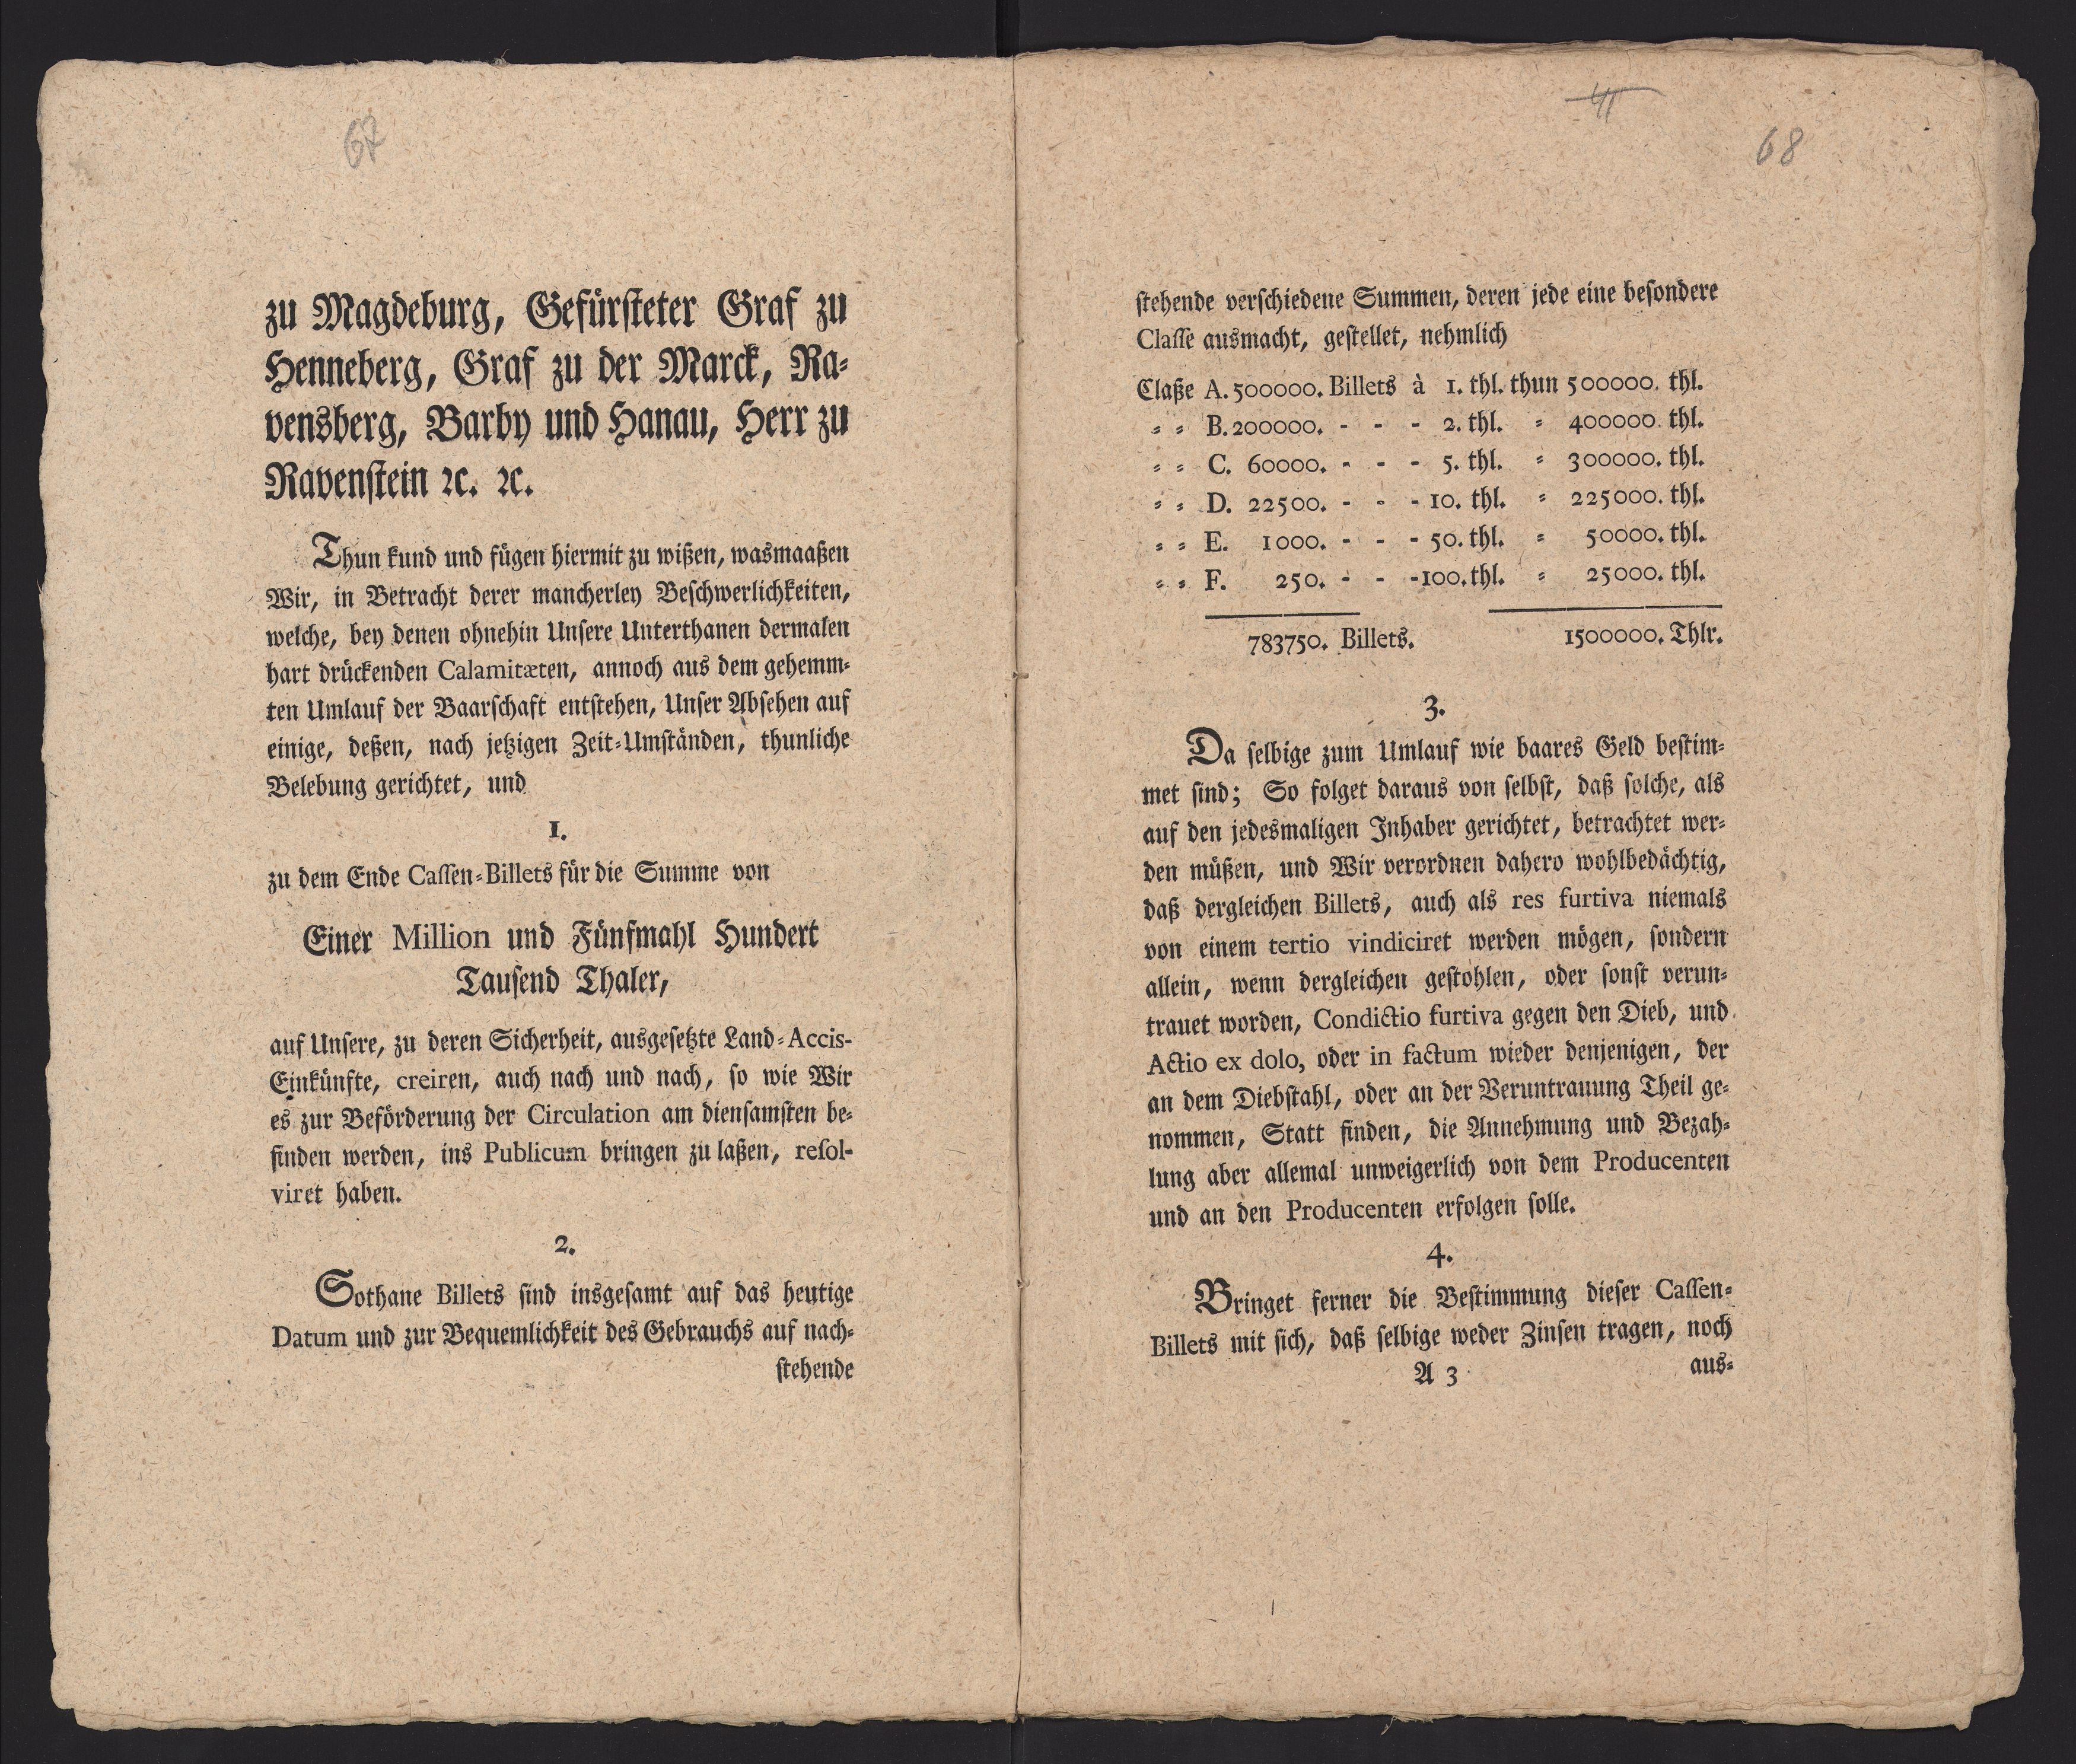 67
zu Magdeburg, Gefürsteter Graf zu
Henneberg, Graf zu der Marck, Ra⸗
vensberg, Barby und Hanau, Herr zu
Ravenstein ꝛc. ꝛc.
Thun kund und fügen hiermit zu wißen, wasmaaßen
Wir, in Betracht derer mancherley Beschwerlichkeiten,
welche, bey denen ohnehin Unsere Unterthanen dermalen
hart drückenden Calamitæten, annoch aus dem gehemm⸗
ten Umlauf der Baarschaft entstehen, Unser Absehen auf
einige, deßen, nach jetzigen Zeit⸗Umständen, thunliche
Belebung gerichtet, und
1.
zu dem Ende Cassen⸗Billets für die Summe von
Einer Million und Fünfmahl Hundert
Tausend Thaler,
auf Unsere, zu deren Sicherheit, ausgesetzte Land⸗Accis-
Einkünfte, creiren, auch nach und nach, so wie Wir
es zur Beförderung der Circulation am diensamsten be⸗
finden werden, ins Publicum bringen zu laßen, resol-
viret haben.
2.
Sothane Billets sind insgesamt auf das heutige
Datum und zur Bequemlichkeit des Gebrauchs auf nach⸗
stehende
68
stehende verschiedene Summen, deren jede eine besondere
Classe ausmacht, gestellet, nehmlich
Claße A. 500000. Billets à 1. thl. thun 500000. thl.
⸗ ⸗ B. 200000. - - - 2. thl. ⸗ 400000. thl.
⸗ ⸗ C. 60000. - - - 5. thl. ⸗ 300000. thl.
⸗ ⸗ D. 22500. - - - 10. thl. ⸗ 225000. thl.
⸗ ⸗ E. 1000. - - - 50. thl. ⸗ 50000. thl.
⸗ ⸗ F. 250. - - -100. thl. ⸗ 25000. thl.
783750. Billets. 1500000. Thlr.
3.
Da selbige zum Umlauf wie baares Geld bestim⸗
met sind; So folget daraus von selbst, daß solche, als
auf den jedesmaligen Inhaber gerichtet, betrachtet wer⸗
den müßen, und Wir verordnen dahero wohlbedächtig,
daß dergleichen Billets, auch als res furtiva niemals
von einem tertio vindiciret werden mögen, sondern
allein, wenn dergleichen gestohlen, oder sonst verun⸗
trauet worden, Condictio furtiva gegen den Dieb, und
Actio ex dolo, oder in factum wieder denjenigen, der
an dem Diebstahl, oder an der Veruntrauung Theil ge⸗
nommen, Statt finden, die Annehmung und Bezah⸗
lung aber allemal unweigerlich von dem Producenten
und an den Producenten erfolgen solle.
4.
Bringet ferner die Bestimmung dieser Cassen⸗
Billets mit sich, daß selbige weder Zinsen tragen, noch
A 3 aus⸗